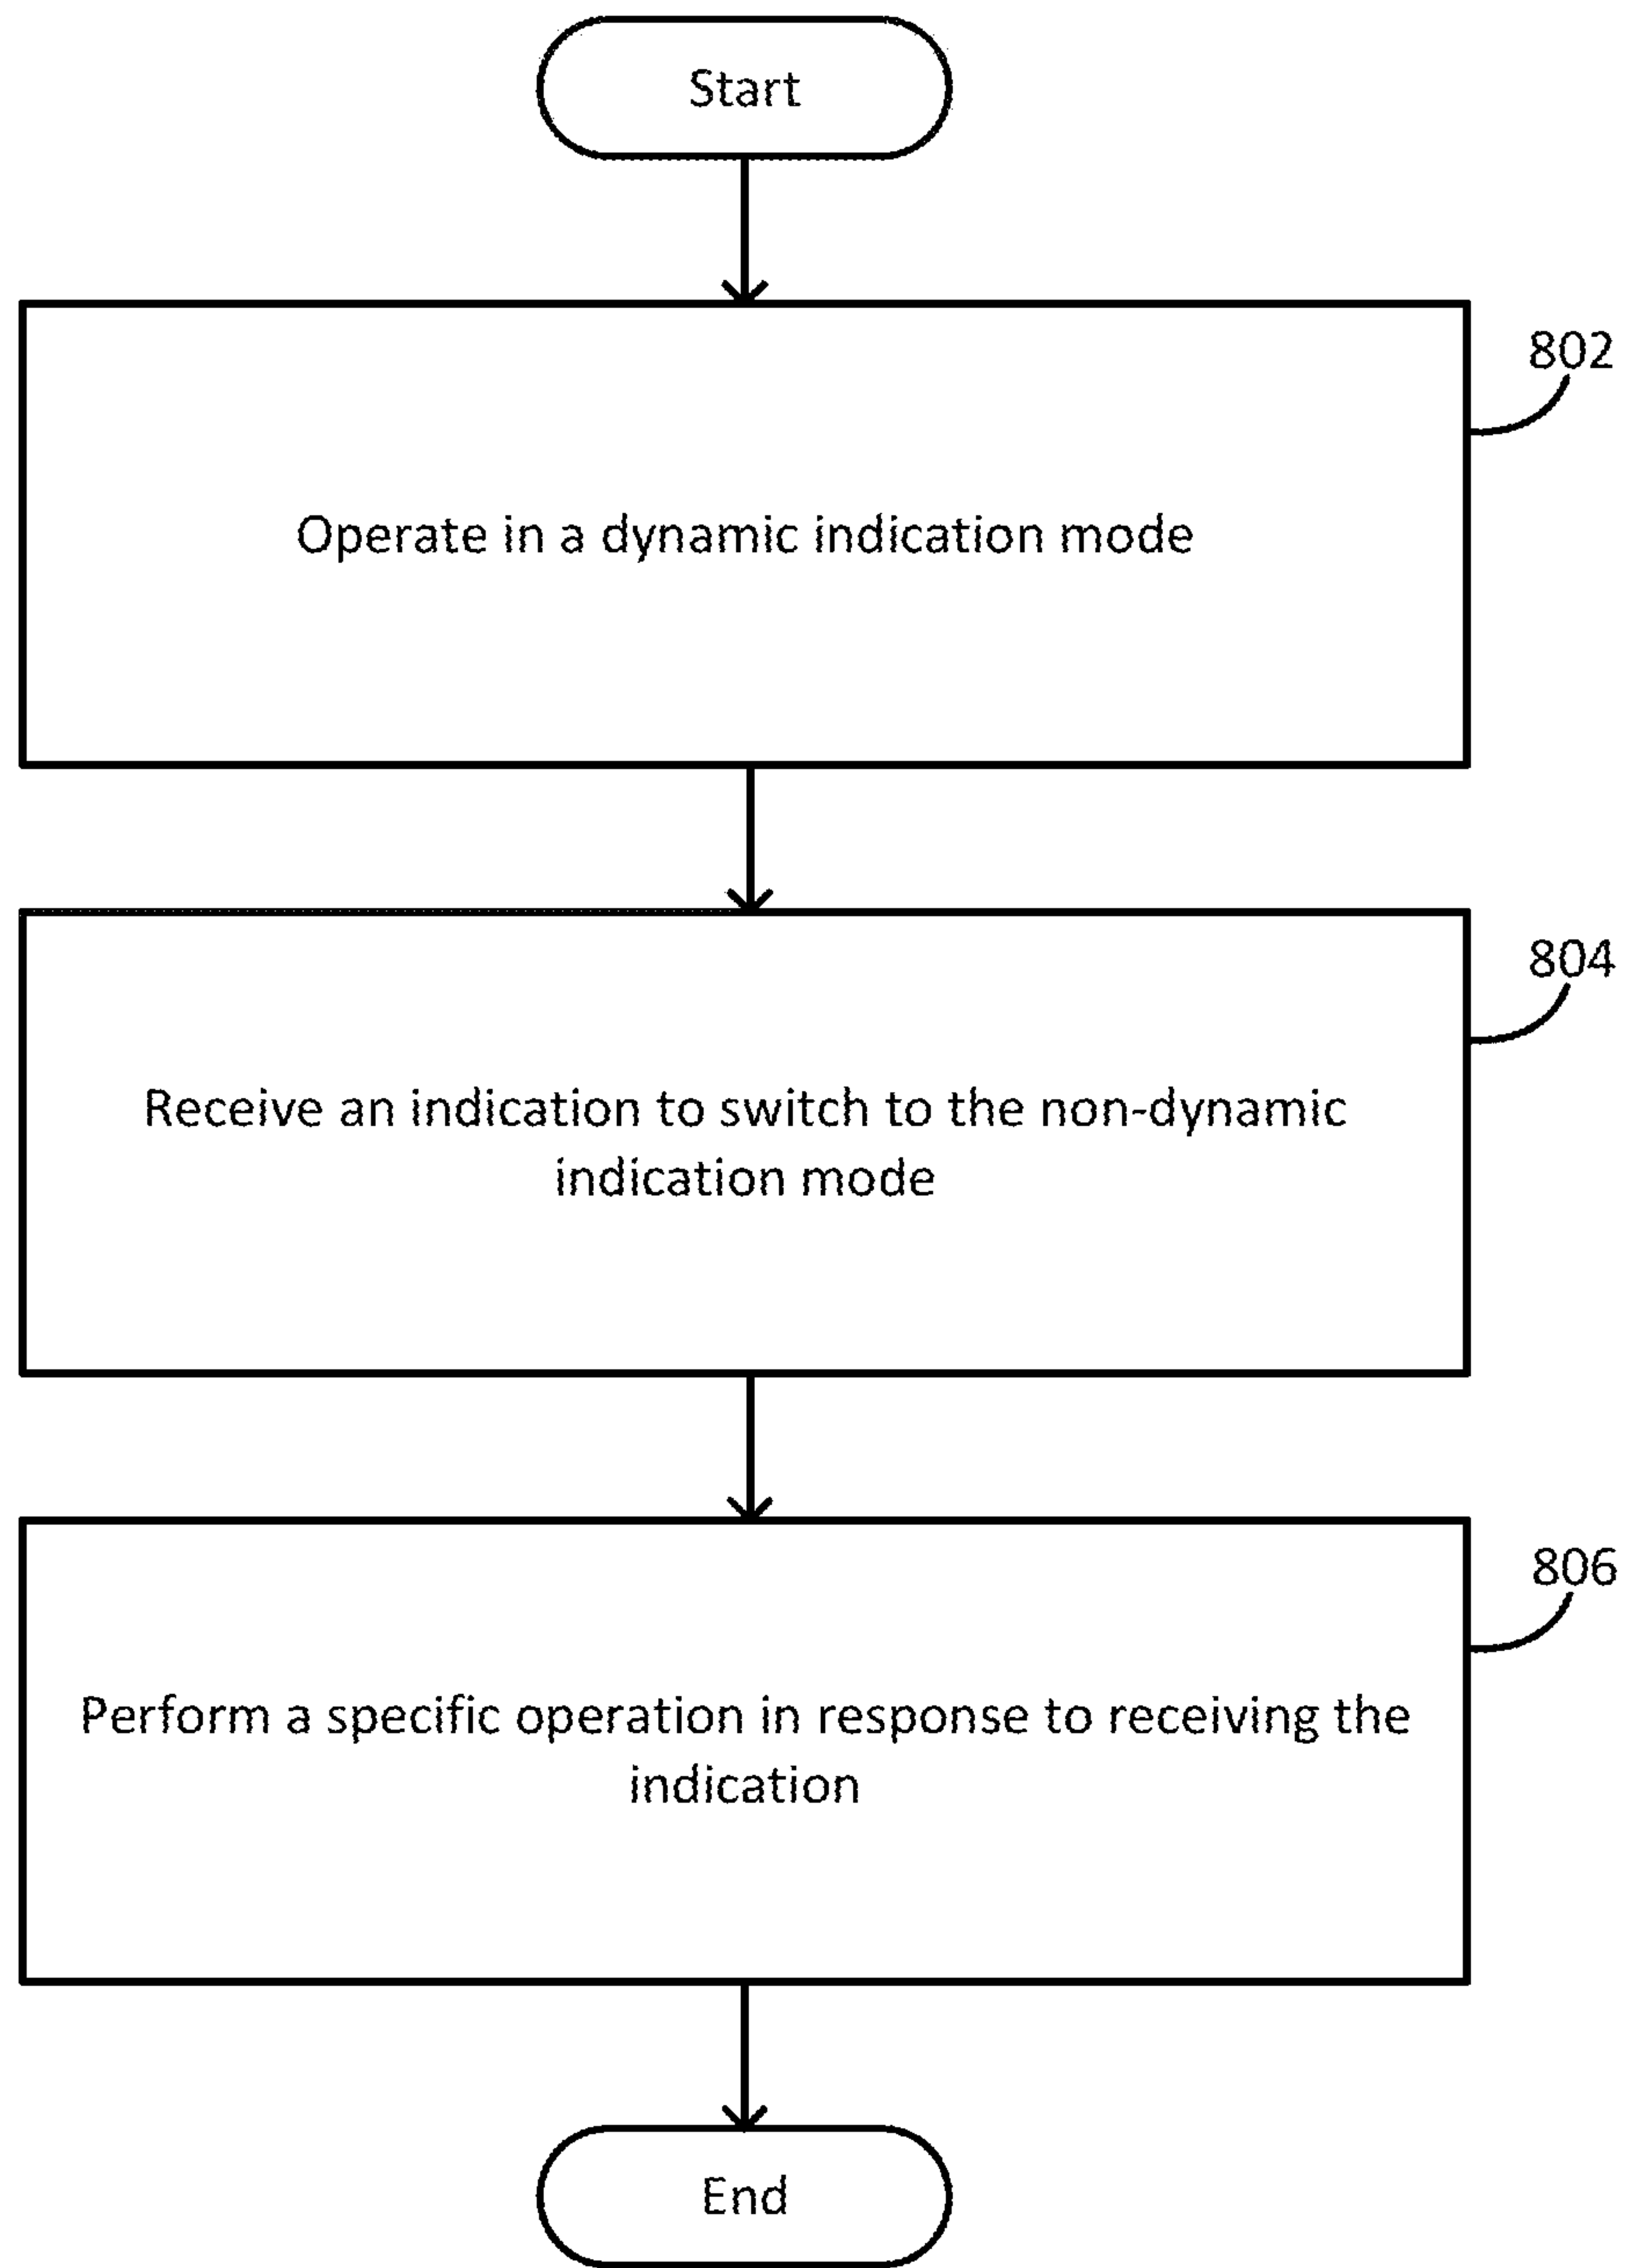 Start
802
Operate in a dynamic indication mode
804
Receive an indication to switch to the non-dynamic
indication mode
806
Perform a specific operation in response to receiving the
indication
End